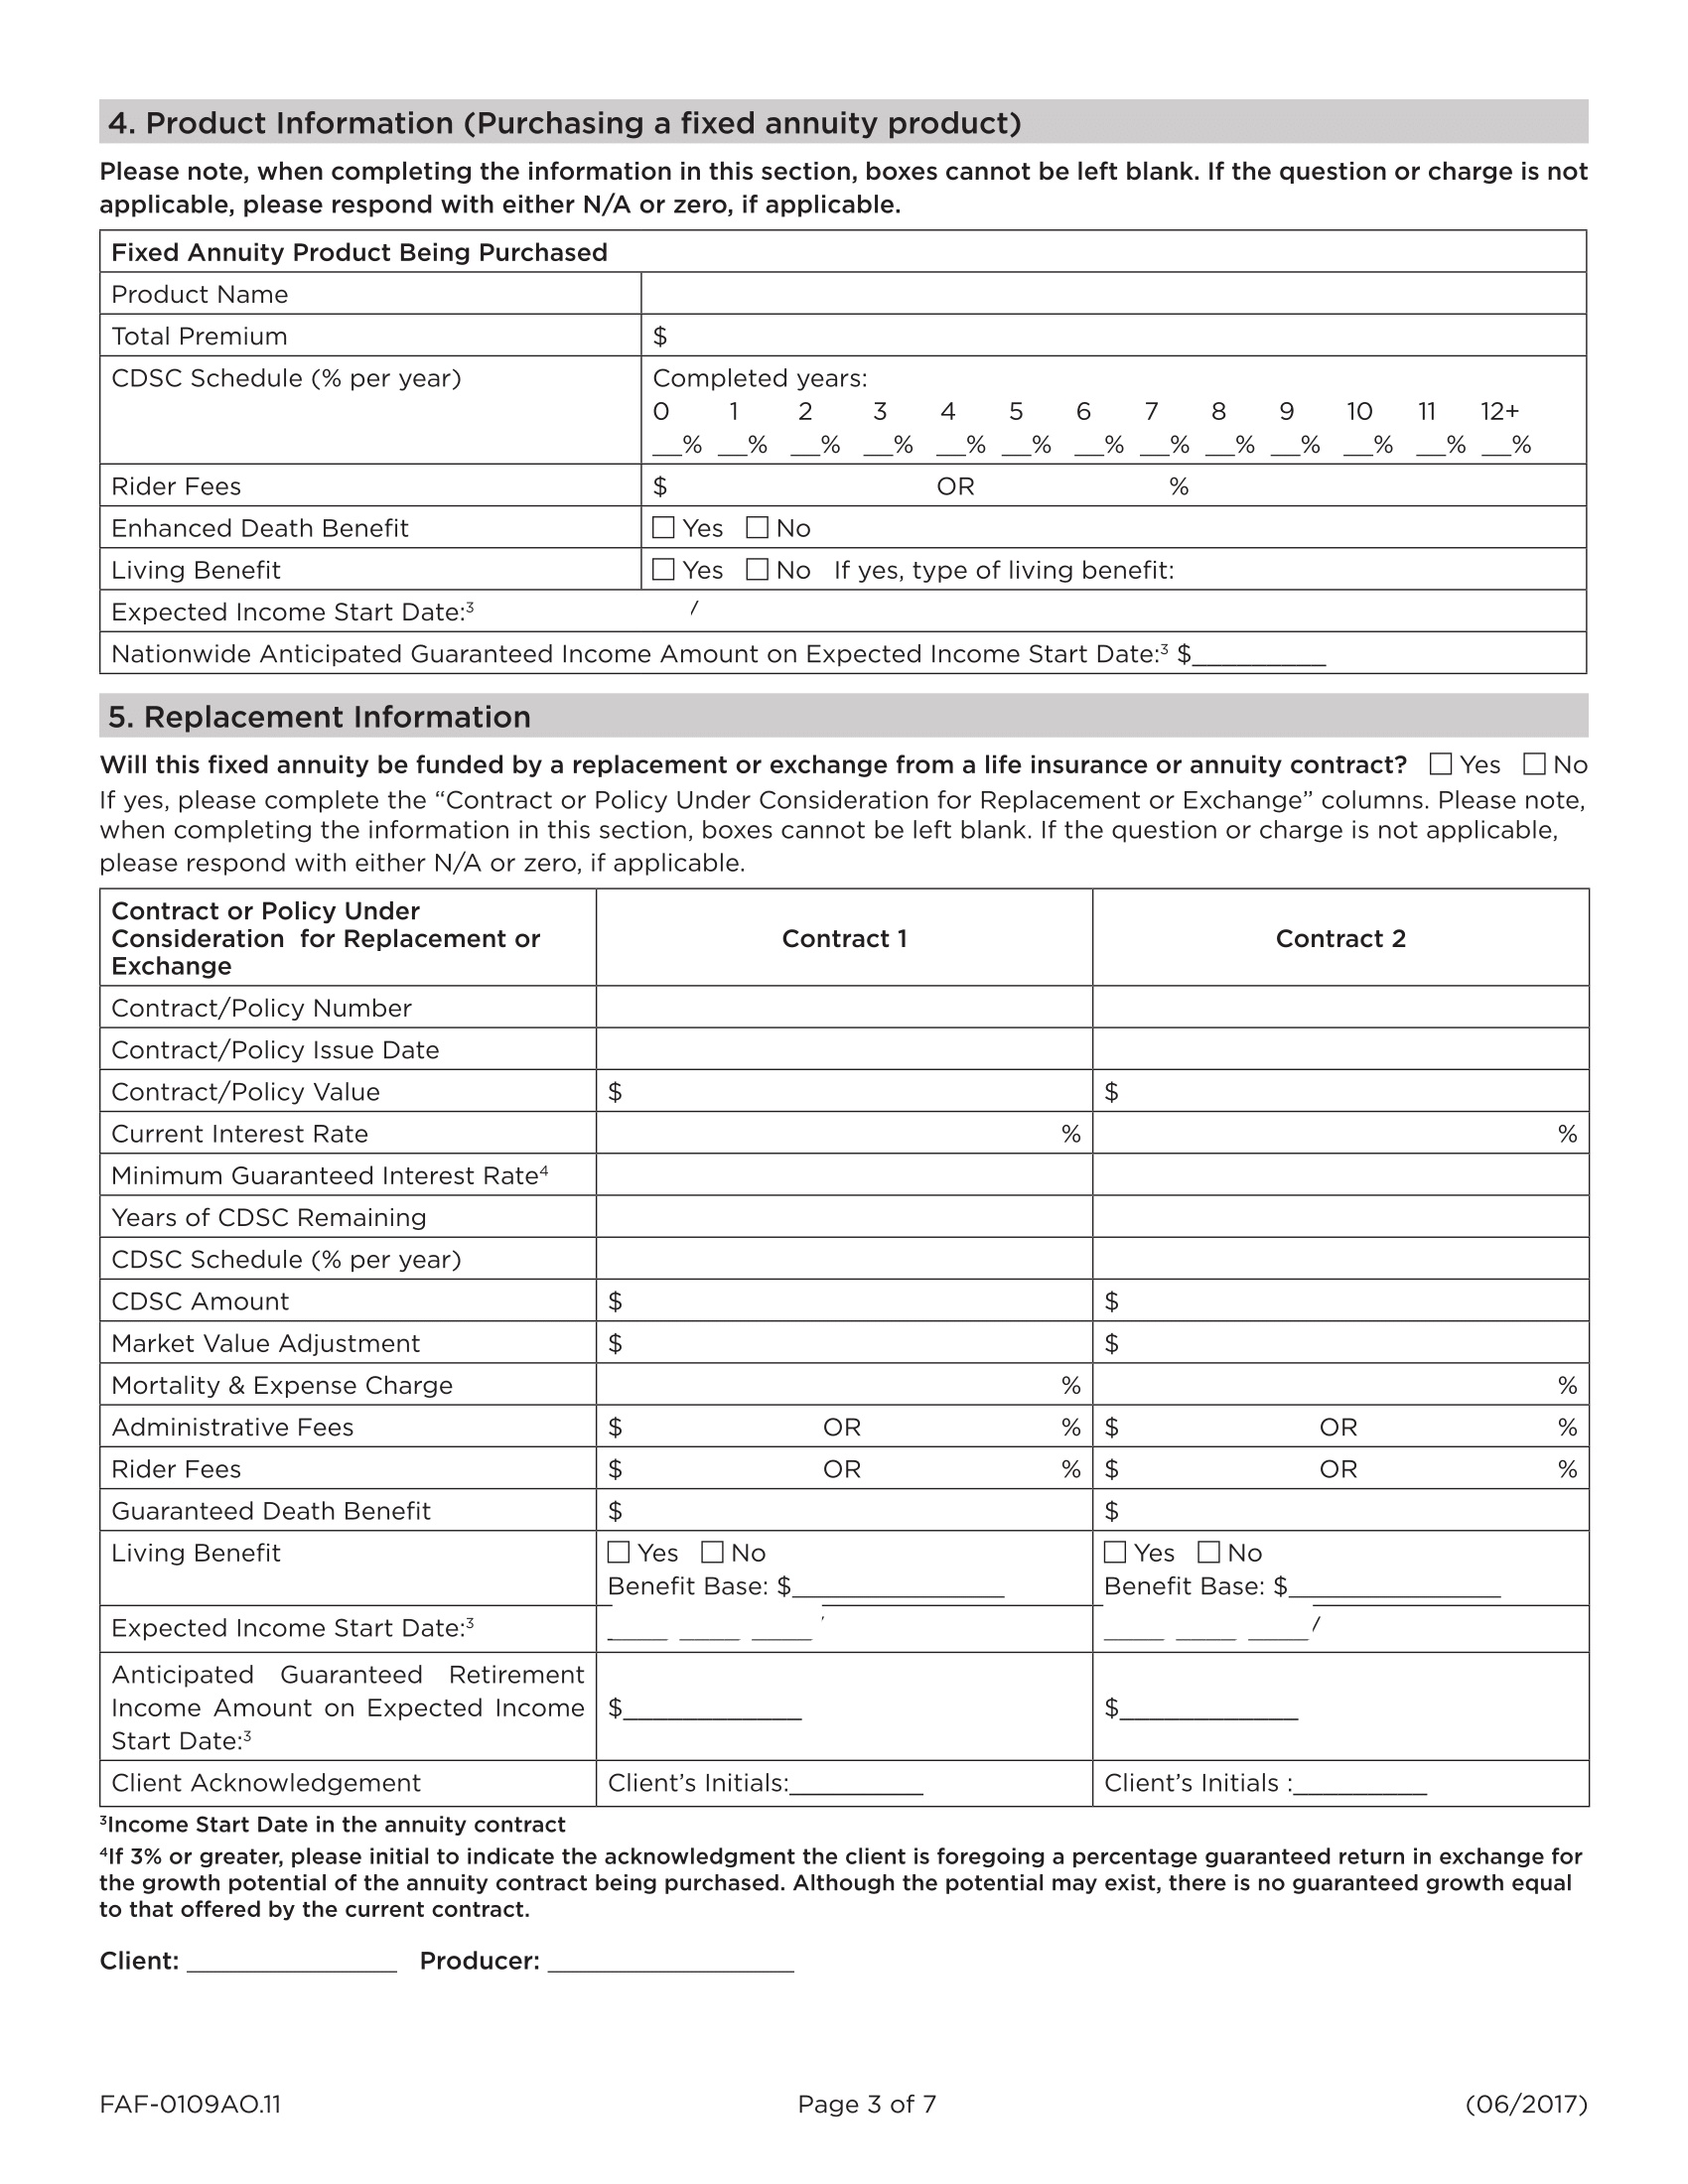 4. Product Information (Purchasing a fixed annuity product)
Please note, when completing the information in this section, boxes cannot be left blank. If the question or charge is not
applicable, please respond with either N/A or zero, if applicable.
Fixed Annuity Product Being Purchased
Product Name
Total Premium $
CDSC Schedule (% per year) Completed years:
0 1 2 3 4 5 6 7 8 9 10 11 12+
__% __% __% __% __% __% __% __% __% __% __% __% __%
Rider Fees $ OR %
Enhanced Death Benefit ☐ Yes ☐ No
Living Benefit ☐ Yes ☐ No If yes, type of living benefit:
Expected Income Start Date:³ /
Nationwide Anticipated Guaranteed Income Amount on Expected Income Start Date:³ $__________
5. Replacement Information
Will this fixed annuity be funded by a replacement or exchange from a life insurance or annuity contract? ☐ Yes ☐ No
If yes, please complete the “Contract or Policy Under Consideration for Replacement or Exchange” columns. Please note,
when completing the information in this section, boxes cannot be left blank. If the question or charge is not applicable,
please respond with either N/A or zero, if applicable.
Contract or Policy Under
Consideration for Replacement or
Exchange
Contract 1 Contract 2
Contract/Policy Number
Contract/Policy Issue Date
Contract/Policy Value $ $
Current Interest Rate % %
Minimum Guaranteed Interest Rate⁴
Years of CDSC Remaining
CDSC Schedule (% per year)
CDSC Amount $ $
Market Value Adjustment $ $
Mortality & Expense Charge % %
Administrative Fees $ OR % $ OR %
Rider Fees $ OR % $ OR %
Guaranteed Death Benefit $ $
Living Benefit ☐ Yes ☐ No ☐ Yes ☐ No
Benefit Base: $________________ Benefit Base: $________________
Expected Income Start Date:³ ____ ____ ____ ____ ____ ____/
Anticipated Guaranteed Retirement
Income Amount on Expected Income $_____________ $_____________
Start Date:³
Client Acknowledgement Client’s Initials:__________ Client’s Initials :__________
³Income Start Date in the annuity contract
⁴If 3% or greater, please initial to indicate the acknowledgment the client is foregoing a percentage guaranteed return in exchange for
the growth potential of the annuity contract being purchased. Although the potential may exist, there is no guaranteed growth equal
to that offered by the current contract.
Client: _______________ Producer: __________________
FAF-0109AO.11 Page 3 of 7 (06/2017)